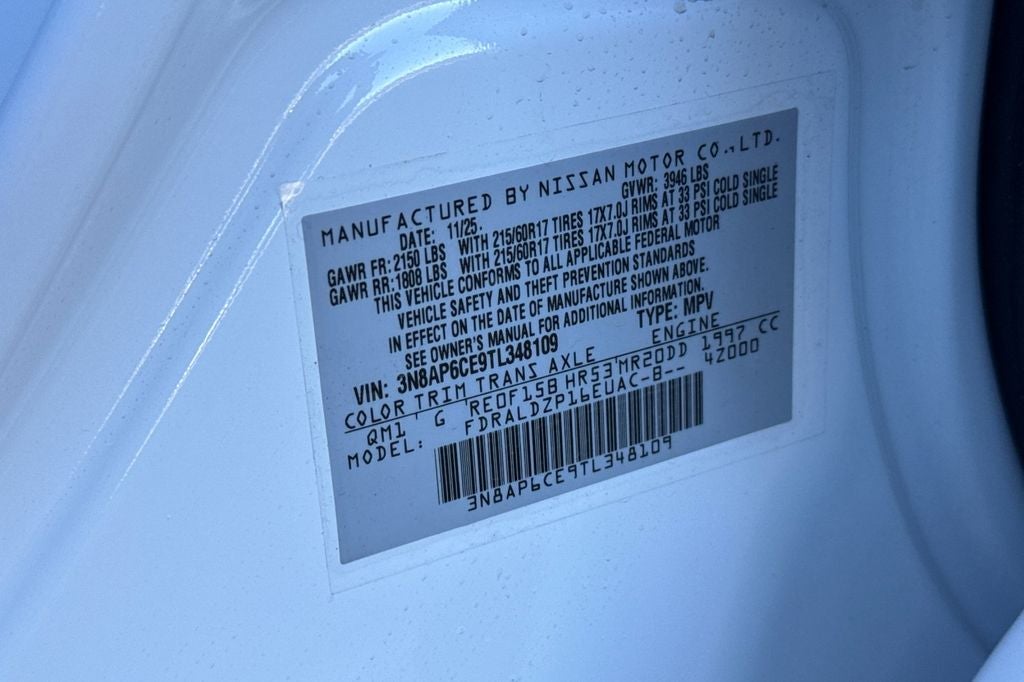 MANUFACTURED BY NISSAN MOTOR CO.,LTD.
DATE: 11/25. GVWR: 3946 LBS
GAWR FR: 2150 LBS WITH 215/60R17 TIRES 17X7.0J RIMS AT 33 PSI COLD SINGLE
GAWR RR: 1808 LBS WITH 215/60R17 TIRES 17X7.0J RIMS AT 33 PSI COLD SINGLE
THIS VEHICLE CONFORMS TO ALL APPLICABLE FEDERAL MOTOR
VEHICLE SAFETY AND THEFT PREVENTION STANDARDS
IN EFFECT ON THE DATE OF MANUFACTURE SHOWN ABOVE.
SEE OWNER'S MANUAL FOR ADDITIONAL INFORMATION.
VIN: 3N8AP6CE9TL348109 TYPE: MPV
COLOR TRIM TRANS AXLE ENGINE
QM1 G RE0F15B HR53 MR20DD 1997 CC
MODEL: FDRALDZP16EUAC-B-- 4Z000
3N8AP6CE9TL348109